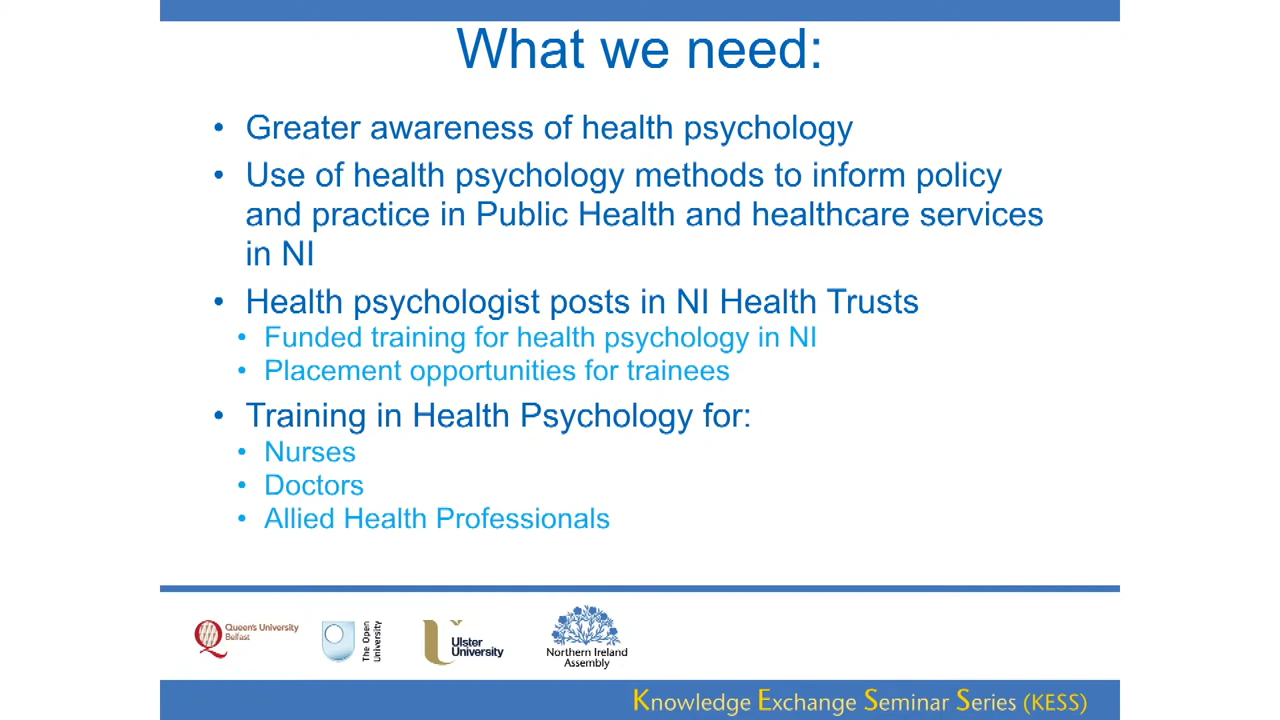 What we need:
• Greater awareness of health psychology
• Use of health psychology methods to inform policy
and practice in Public Health and healthcare services
in NI
• Health psychologist posts in NI Health Trusts
• Funded training for health psychology in NI
• Placement opportunities for trainees
• Training in Health Psychology for:
• Nurses
• Doctors
• Allied Health Professionals
Queen's University
Belfast
The Open
University
Ulster
University
Northern Ireland
Assembly
Knowledge Exchange Seminar Series (KESS)